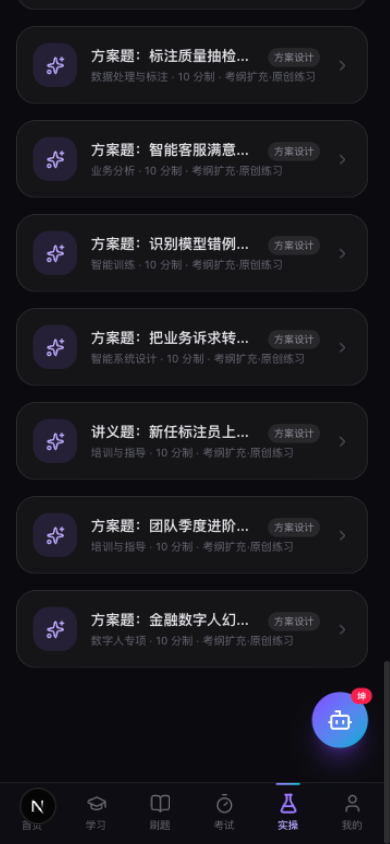 方案题：标注质量抽检... 方案设计
数据处理与标注 · 10 分制 · 考纲扩充·原创练习
方案题：智能客服满意... 方案设计
业务分析 · 10 分制 · 考纲扩充·原创练习
方案题：识别模型错例... 方案设计
智能训练 · 10 分制 · 考纲扩充·原创练习
方案题：把业务诉求转... 方案设计
智能系统设计 · 10 分制 · 考纲扩充·原创练习
讲义题：新任标注员上... 方案设计
培训与指导 · 10 分制 · 考纲扩充·原创练习
方案题：团队季度进阶... 方案设计
培训与指导 · 10 分制 · 考纲扩充·原创练习
方案题：金融数字人幻... 方案设计
数字人专项 · 10 分制 · 考纲扩充·原创练习
坤
N
首页 学习 刷题 考试 实操 我的